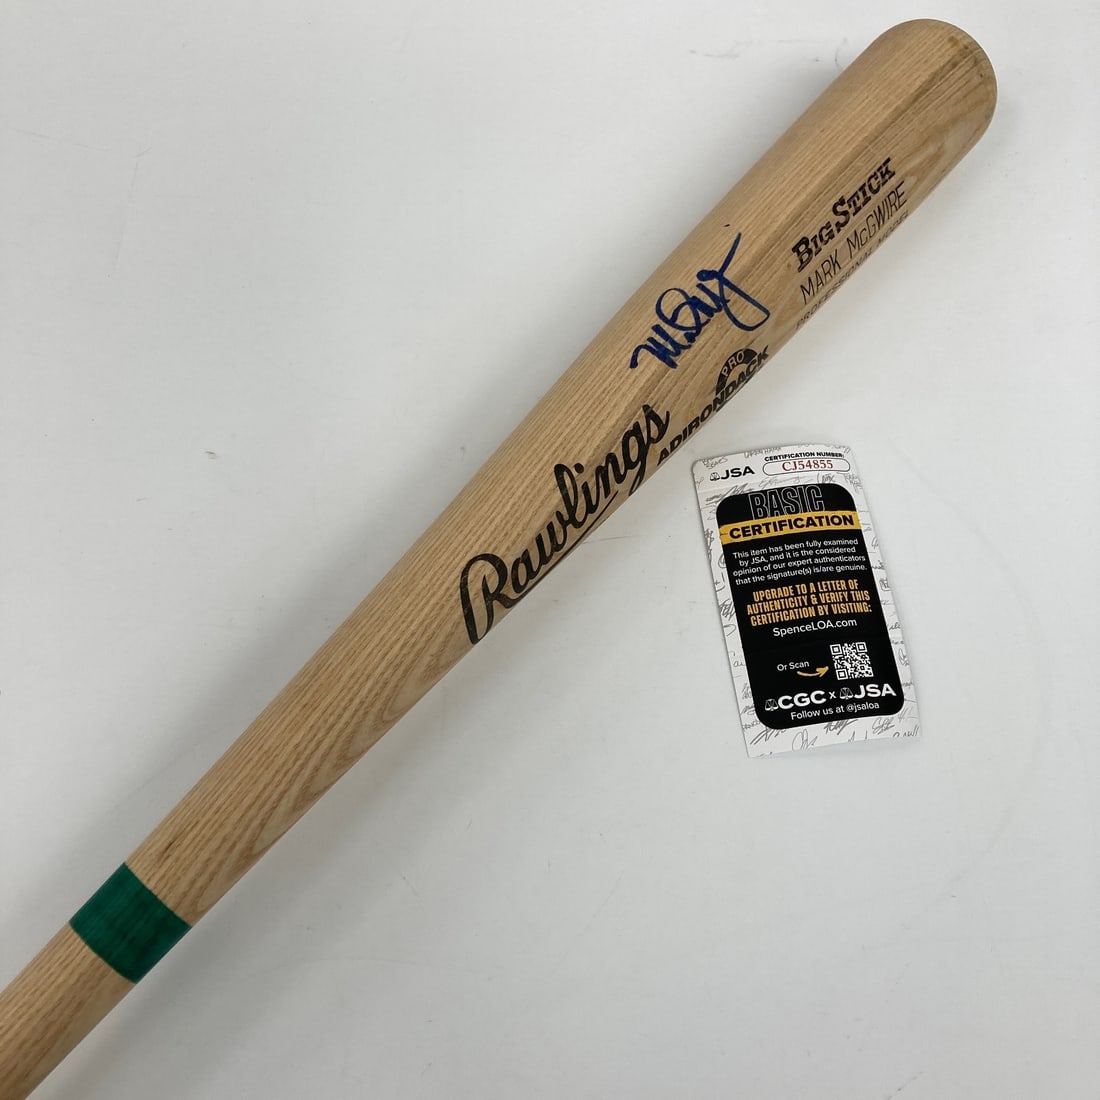 BIG STICK
MARK McGWIRE
PROFESSIONAL MODEL
PRO
ADIRONDACK
Rawlings
JSA
CERTIFICATION NUMBER:
CJ54855
BASIC
CERTIFICATION
This item has been fully examined
by JSA, and it is the considered
opinion of our expert authenticators
that the signature(s) is/are genuine.
UPGRADE TO A LETTER OF
AUTHENTICITY & VERIFY THIS
CERTIFICATION BY VISITING:
SpenceLOA.com
Or Scan
CGC x JSA
Follow us at @jsaloa